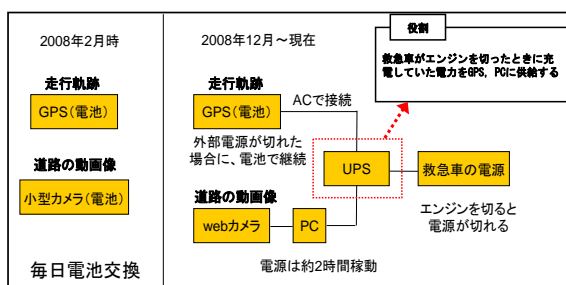 2008年2月時
走行軌跡
GPS(電池)
道路の動画像
小型カメラ(電池)
毎日電池交換
2008年12月～現在
走行軌跡
GPS(電池)
ACで接続
外部電源が切れた
場合に、電池で継続
UPS
救急車の電源
エンジンを切ると
電源が切れる
道路の動画像
webカメラ
PC
電源は約2時間稼動
役割
救急車がエンジンを切ったときに充
電していた電力をGPS, PCに供給する